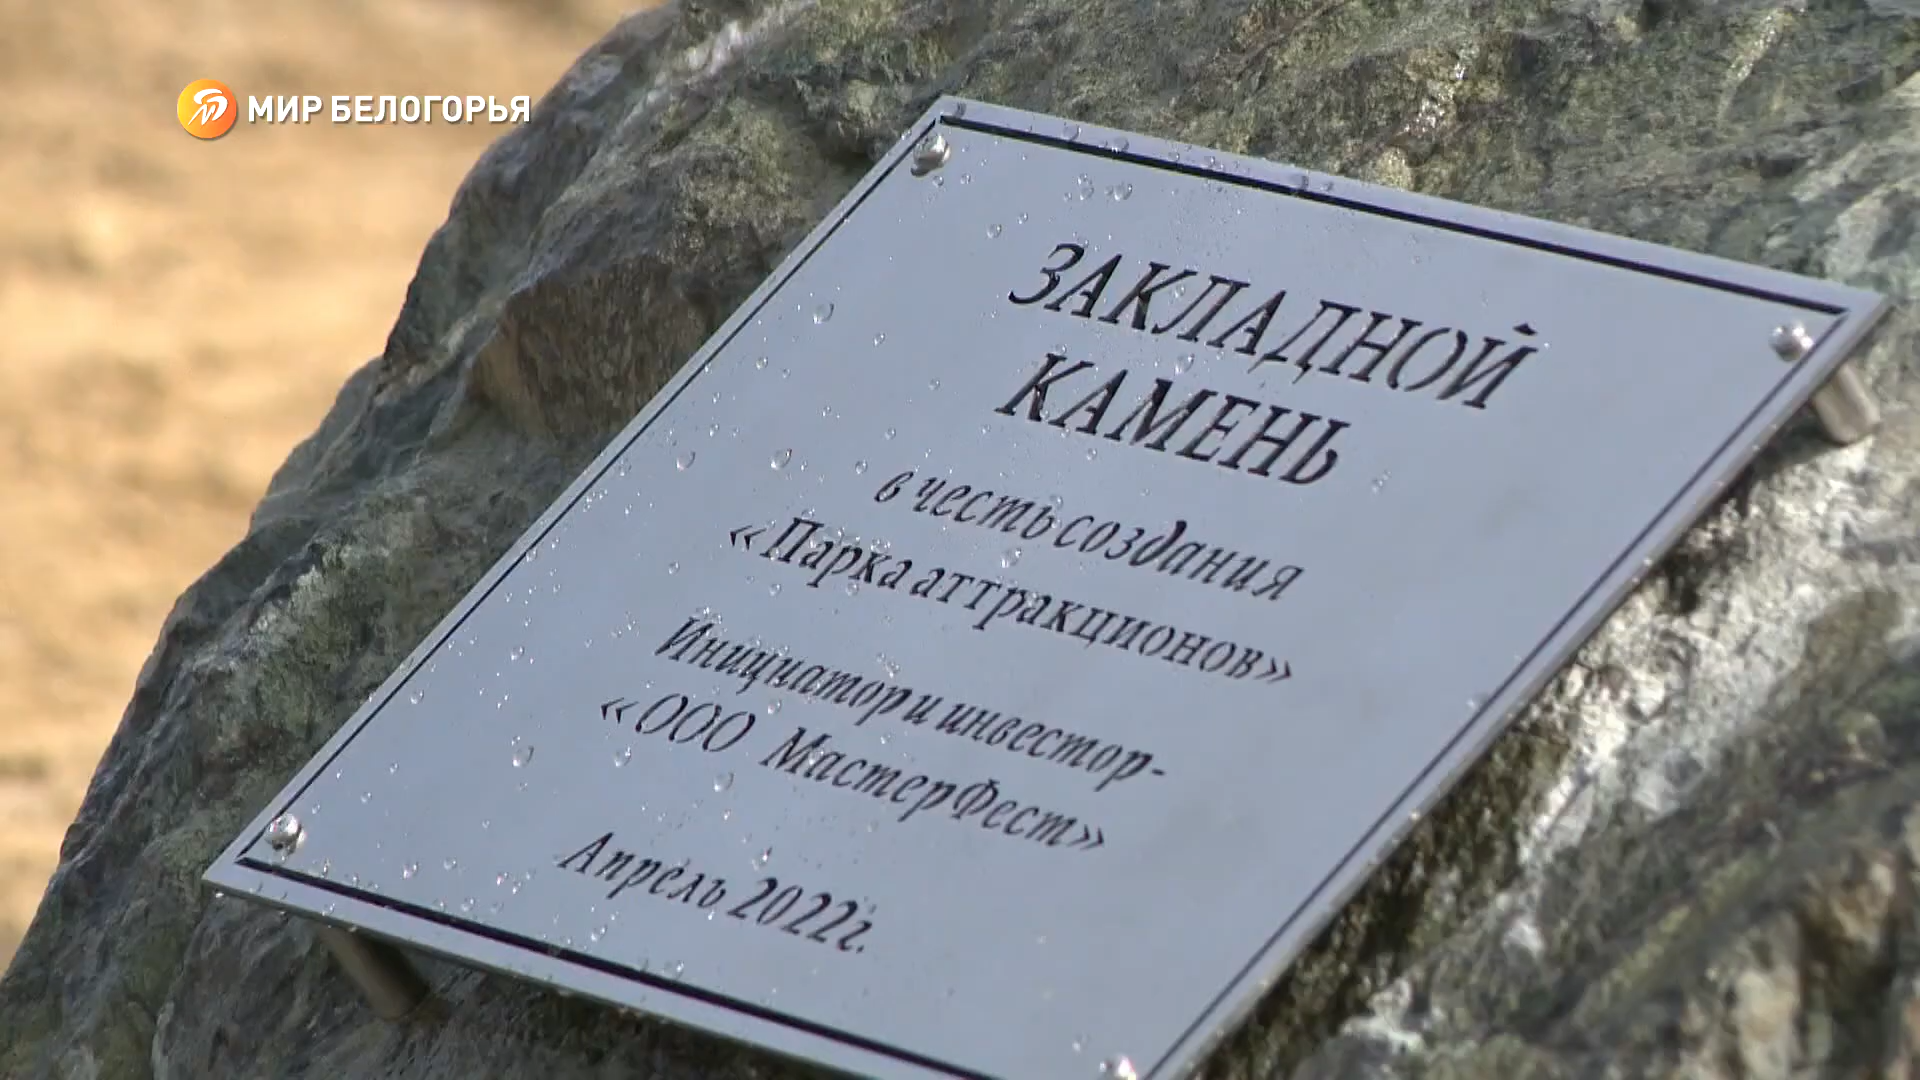 МИР БЕЛОГОРЬЯ
ЗАКЛАДНОЙ
КАМЕНЬ
в честь создания
«Парка аттракционов»
Инициатор и инвестор-
«ООО МастерФест»
Апрель 2022г.